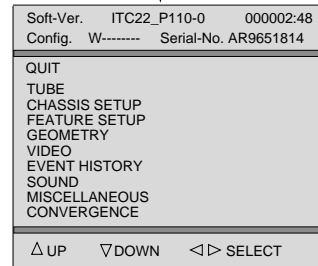 Soft-Ver. ITC22_P110-0 000002:48
Config. W-------- Serial-No. AR9651814
QUIT
TUBE
CHASSIS SETUP
FEATURE SETUP
GEOMETRY
VIDEO
EVENT HISTORY
SOUND
MISCELLANEOUS
CONVERGENCE
△ UP ▽ DOWN ◁ ▷ SELECT